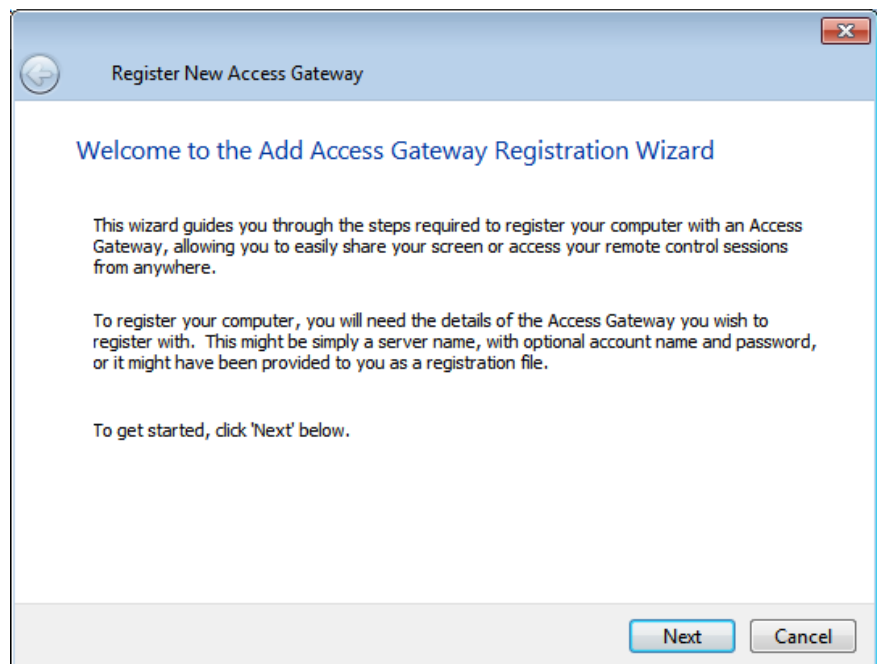 Register New Access Gateway
Welcome to the Add Access Gateway Registration Wizard
This wizard guides you through the steps required to register your computer with an Access
Gateway, allowing you to easily share your screen or access your remote control sessions
from anywhere.
To register your computer, you will need the details of the Access Gateway you wish to
register with.  This might be simply a server name, with optional account name and password,
or it might have been provided to you as a registration file.
To get started, click 'Next' below.
Next
Cancel